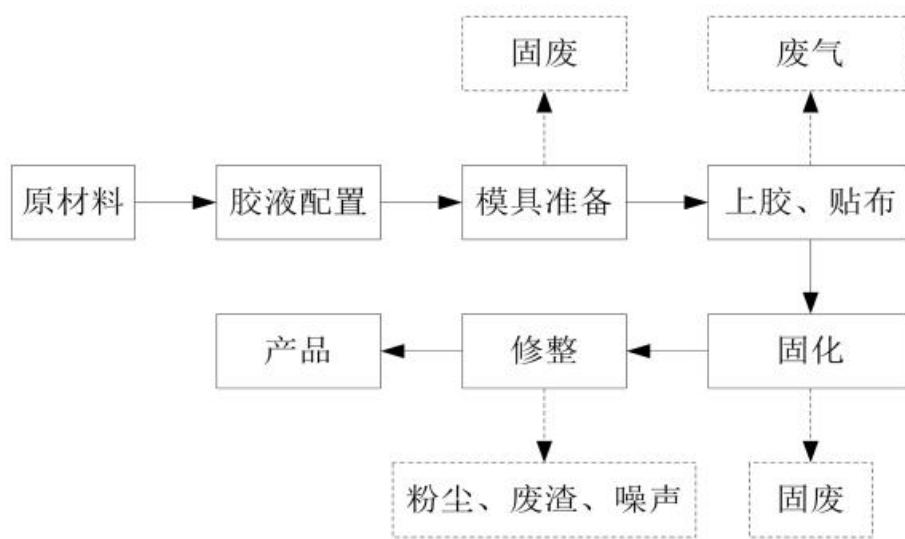 固废
废气
原材料
胶液配置
模具准备
上胶、贴布
产品
修整
固化
粉尘、废渣、噪声
固废